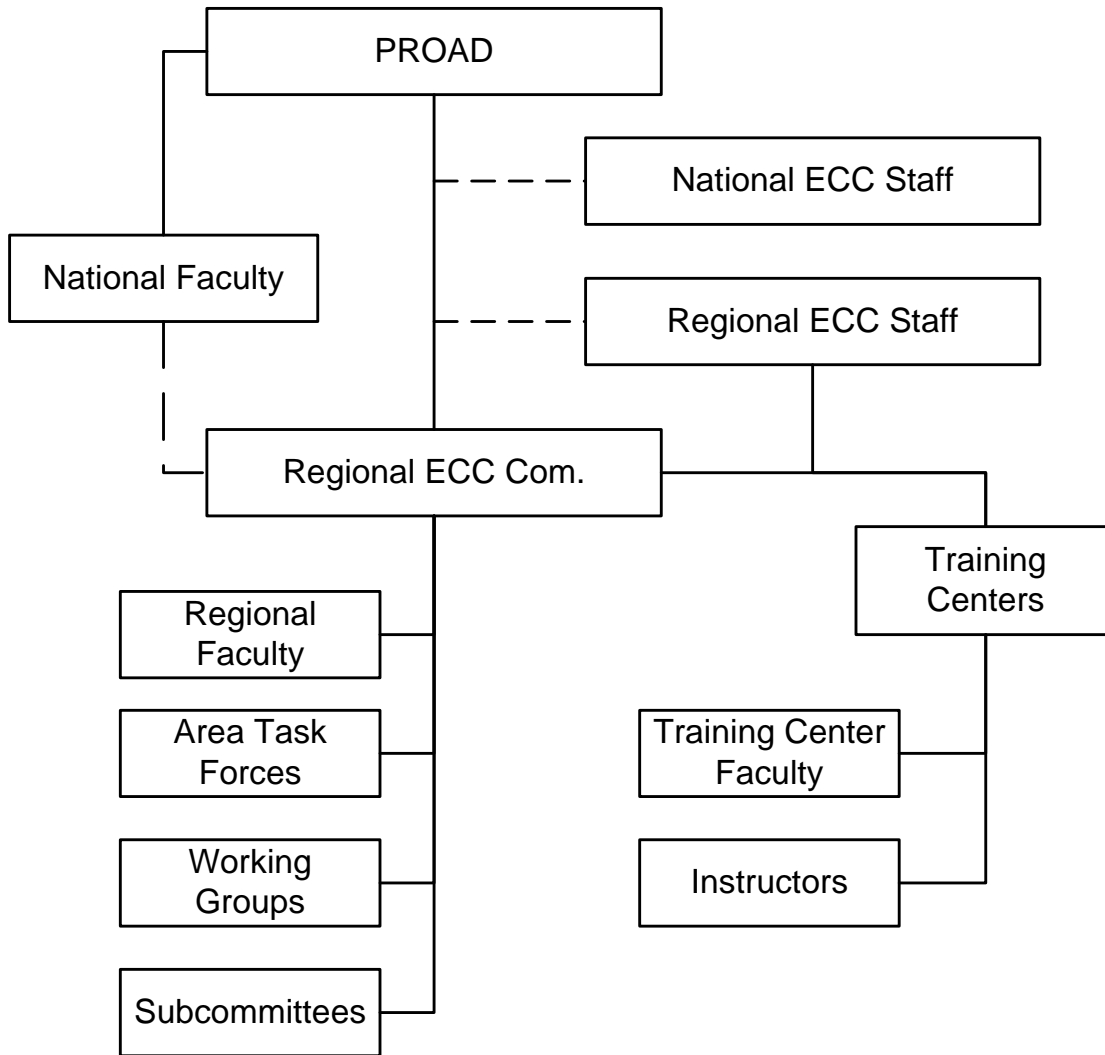 PROAD
National ECC Staff
National Faculty
Regional ECC Staff
Regional ECC Com.
Training
Centers
Regional
Faculty
Area Task
Forces
Training Center
Faculty
Working
Groups
Instructors
Subcommittees